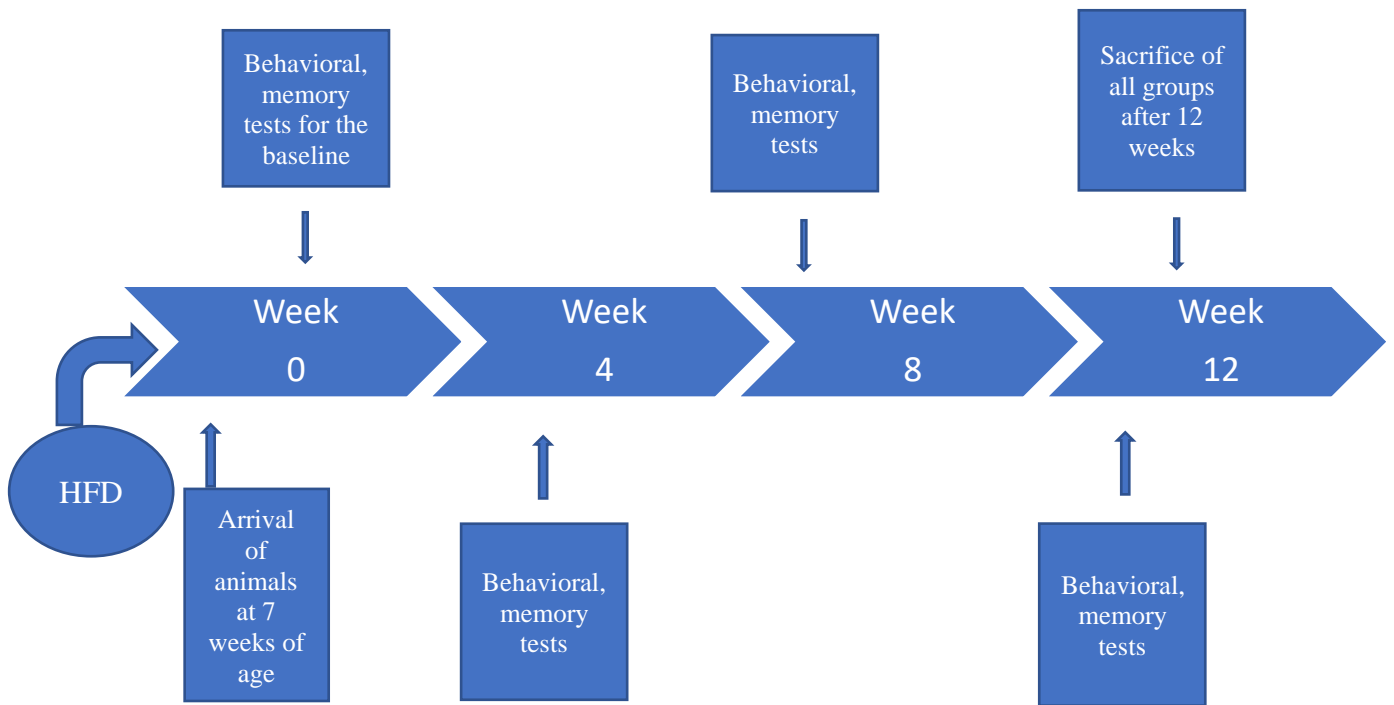 Behavioral,
memory
tests for the
baseline
Behavioral,
memory
tests
Sacrifice of
all groups
after 12
weeks
Week
0
Week
4
Week
8
Week
12
HFD
Arrival
of
animals
at 7
weeks of
age
Behavioral,
memory
tests
Behavioral,
memory
tests